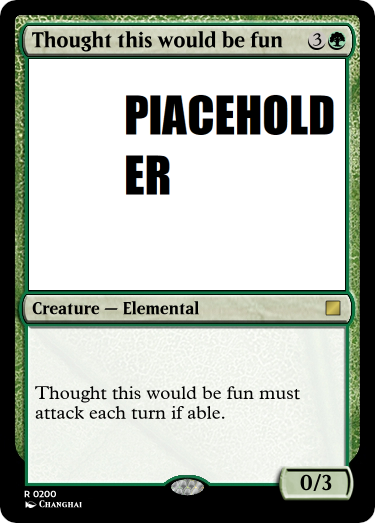 Thought this would be fun 3
PIACEHOLD
ER
Creature — Elemental
Thought this would be fun must
attack each turn if able.
0/3
R 0200
CHANGHAI